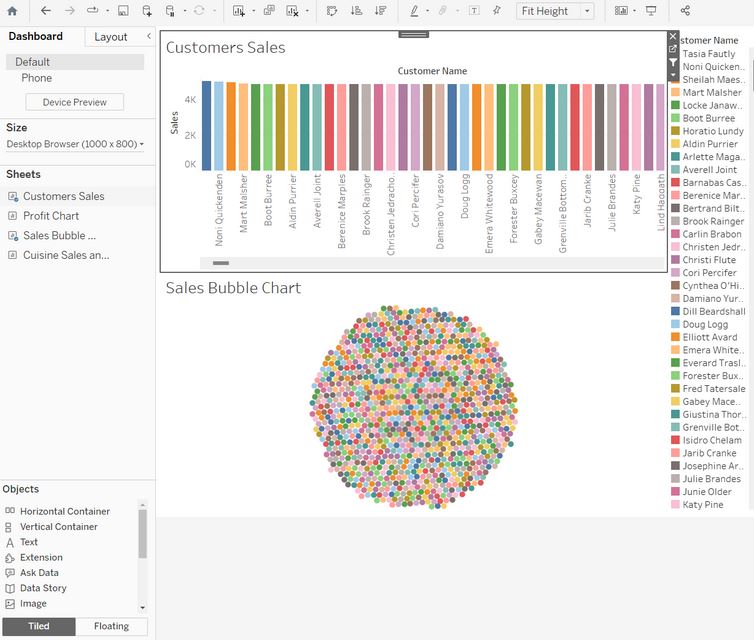 Fit Height
Dashboard
Layout
Default
Phone
Device Preview
Size
Desktop Browser (1000 x 800)
Sheets
Customers Sales
Profit Chart
Sales Bubble ...
Cuisine Sales an...
Objects
Horizontal Container
Vertical Container
Text
Extension
Ask Data
Data Story
Image
Tiled
Floating
Customers Sales
Customer Name
Sales
4K
2K
0K
Noni Quickenden
Mart Malsher
Boot Burree
Aldin Purrier
Averell Joint
Berenice Marples
Brook Rainger
Christen Jedracho..
Cori Percifer
Damiano Yurasov
Doug Logg
Emera Whitewood
Forester Buxcey
Gabey Macewan
Grenville Bottom..
Jarib Cranke
Julie Brandes
Katy Pine
Lind Haggath
Sales Bubble Chart
stomer Name
Tasia Fautly
Noni Quicken..
Sheilah Maes..
Mart Malsher
Locke Janaw..
Boot Burree
Horatio Lundy
Aldin Purrier
Arlette Maga..
Averell Joint
Barnabas Cas..
Berenice Mar..
Bertrand Bilt..
Brook Rainger
Carlin Brabon
Christen Jedr..
Christi Flute
Cori Percifer
Cynthea O'Hi..
Damiano Yur..
Dill Beardshall
Doug Logg
Elliott Avard
Emera White..
Everard Trasl..
Forester Bux..
Fred Tatersale
Gabey Mace..
Giustina Thor..
Grenville Bot..
Isidro Chelam
Jarib Cranke
Josephine Ar..
Julie Brandes
Junie Older
Katy Pine